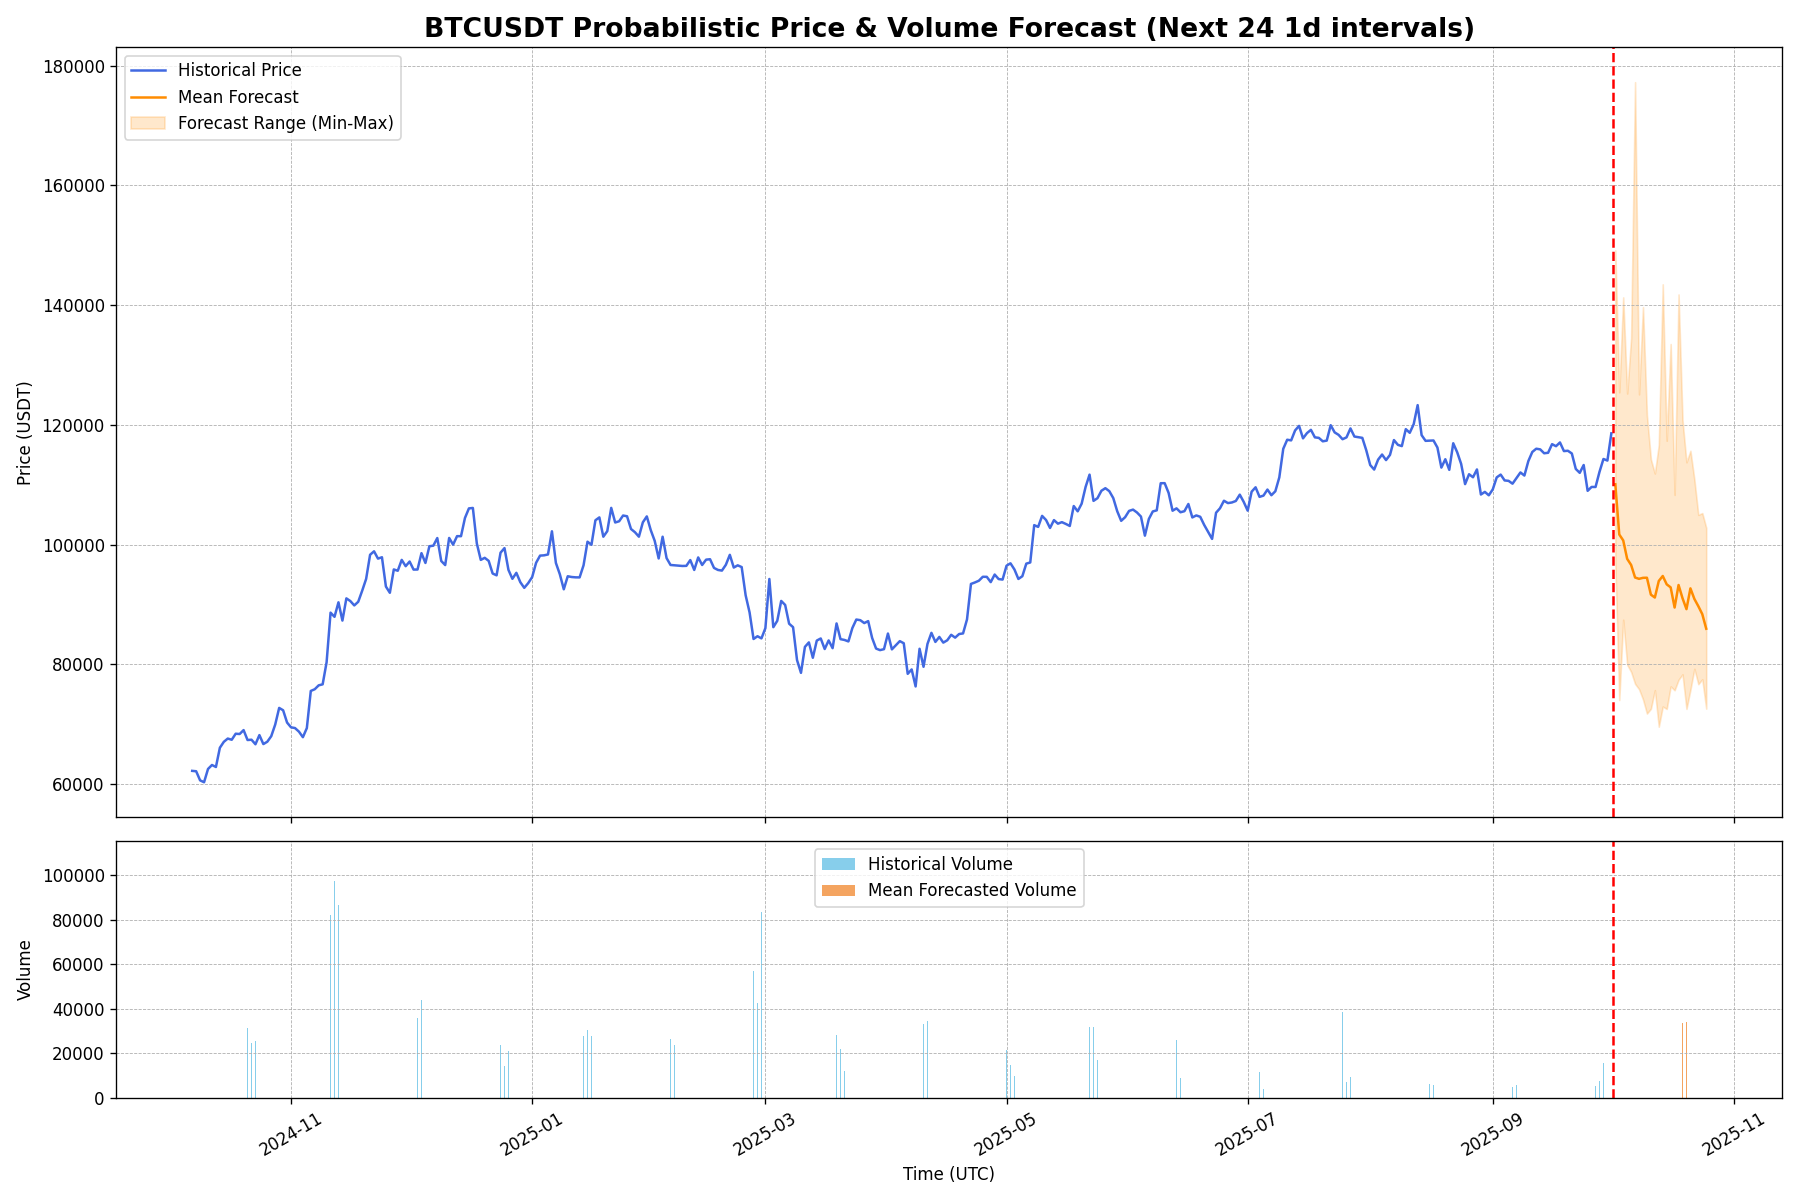 BTCUSDT Probabilistic Price & Volume Forecast (Next 24 1d intervals)
Historical Price
Mean Forecast
Forecast Range (Min-Max)
180000
160000
140000
120000
100000
80000
60000
Price (USDT)
Historical Volume
Mean Forecasted Volume
100000
80000
60000
40000
20000
0
Volume
2024-11
2025-01
2025-03
2025-05
2025-07
2025-09
2025-11
Time (UTC)